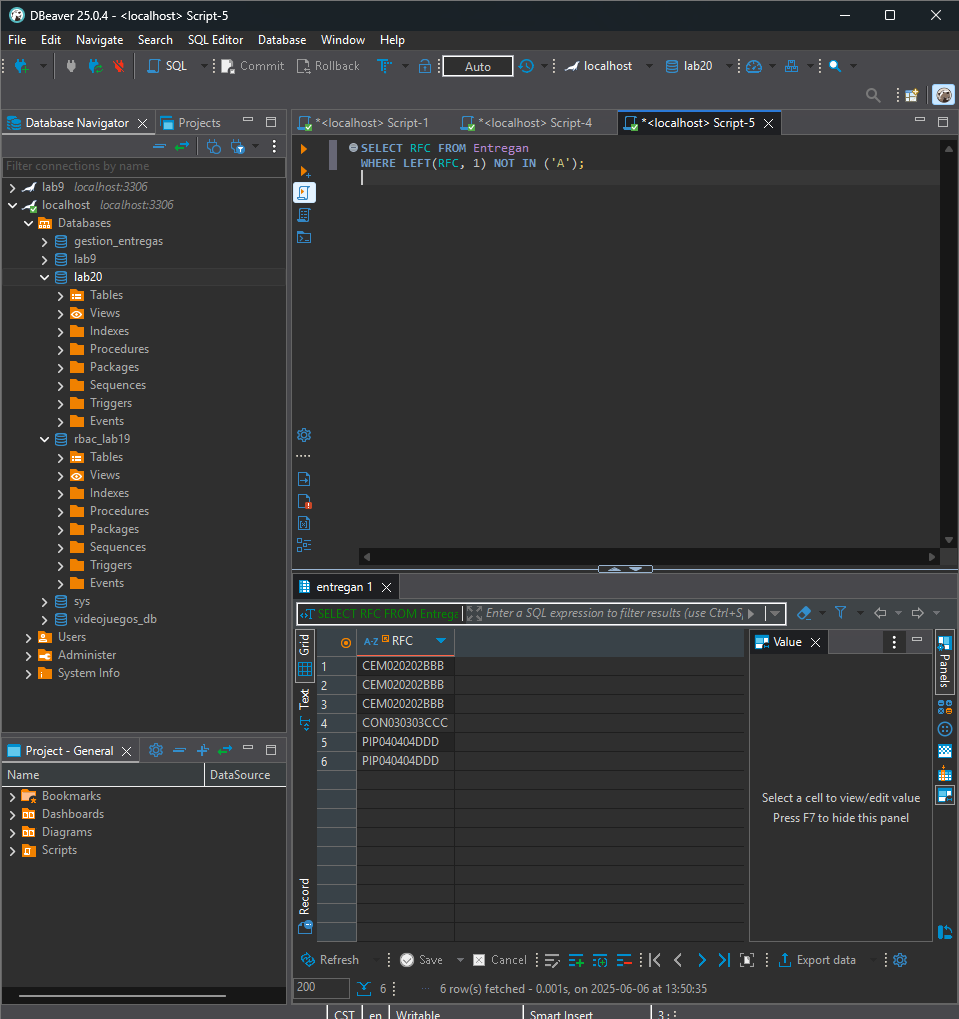 DBeaver 25.0.4 - <localhost> Script-5
File Edit Navigate Search SQL Editor Database Window Help
SQL Commit Rollback Auto localhost lab20
Database Navigator Projects
Filter connections by name
lab9 localhost:3306
localhost localhost:3306
Databases
gestion_entregas
lab9
lab20
Tables
Views
Indexes
Procedures
Packages
Sequences
Triggers
Events
rbac_lab19
Tables
Views
Indexes
Procedures
Packages
Sequences
Triggers
Events
sys
videojuegos_db
Users
Administer
System Info
Project - General
Name DataSource
Bookmarks
Dashboards
Diagrams
Scripts
*<localhost> Script-1 *<localhost> Script-4 *<localhost> Script-5
SELECT RFC FROM Entregan
WHERE LEFT(RFC, 1) NOT IN ('A');
entregan 1
SELECT RFC FROM Entrega Enter a SQL expression to filter results (use Ctrl+S
Grid
Text
Record
A-Z RFC
1 CEM020202BBB
2 CEM020202BBB
3 CEM020202BBB
4 CON030303CCC
5 PIP040404DDD
6 PIP040404DDD
Value
Select a cell to view/edit value
Press F7 to hide this panel
Panels
Refresh Save Cancel Export data
200 6 6 row(s) fetched - 0.001s, on 2025-06-06 at 13:50:35
CST en Writable Smart Insert 3 :